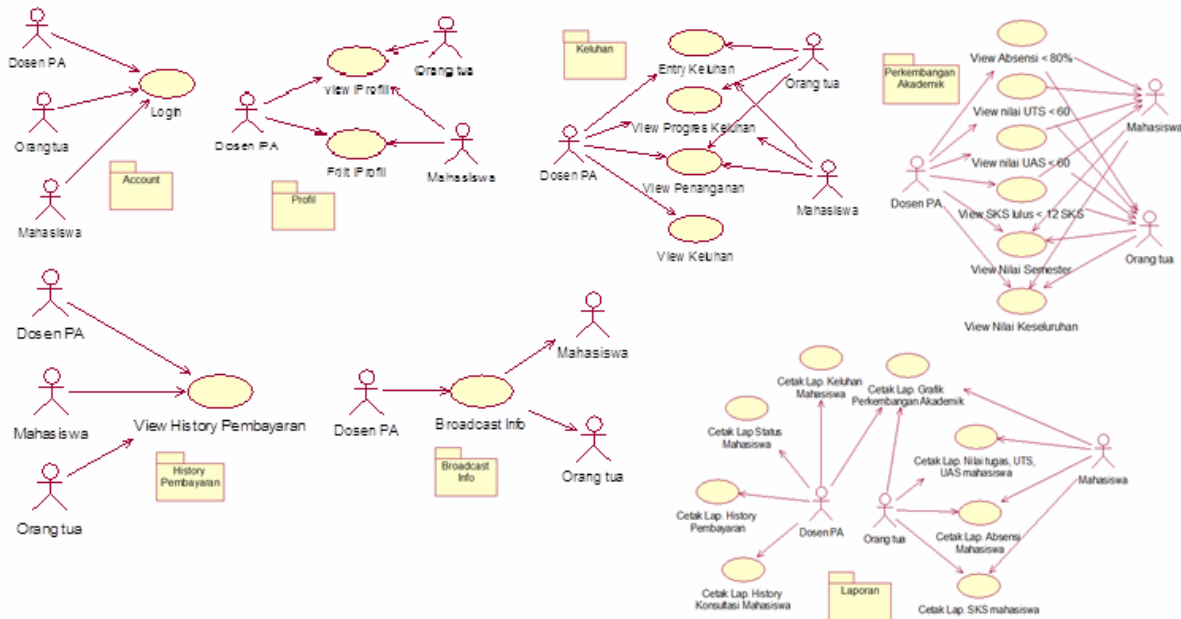 Dosen PA
Orang tua
Mahasiswa
Login
Account
Dosen PA
view Profil
Edit Profil
Orang tua
Mahasiswa
Profil
Keluhan
Dosen PA
Entry Keluhan
View Progres Keluhan
View Penanganan
View Keluhan
Orang tua
Mahasiswa
Perkembangan
Akademik
Dosen PA
View Absensi < 80%
View nilai UTS < 60
View nilai UAS < 60
View SKS lulus < 12 SKS
View Nilai Semester
View Nilai Keseluruhan
Mahasiswa
Orang tua
Dosen PA
Mahasiswa
Orang tua
View History Pembayaran
History
Pembayaran
Dosen PA
Broadcast Info
Mahasiswa
Orang tua
Broadcast
Info
Cetak Lap. Keluhan
Mahasiswa
Cetak Lap. Grafik
Perkembangan Akademik
Cetak Lap Status
Mahasiswa
Cetak Lap. Nilai tugas, UTS,
UAS mahasiswa
Mahasiswa
Cetak Lap. History
Pembayaran
Dosen PA
Orang tua
Cetak Lap. Absensi
Mahasiswa
Cetak Lap. History
Konsultasi Mahasiswa
Laporan
Cetak Lap. SKS mahasiswa